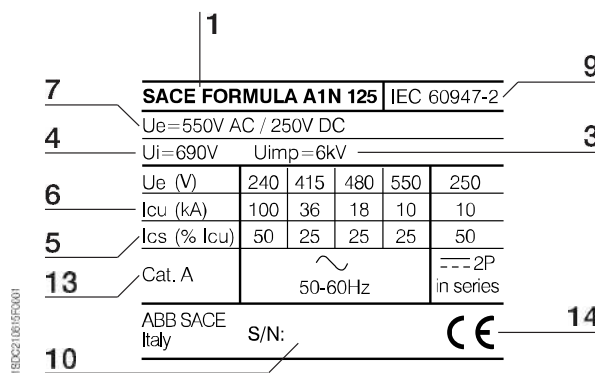 1
9
SACE FORMULA A1N 125 IEC 60947-2
7
Ue=550V AC / 250V DC
4
Ui=690V Uimp=6kV
3
Ue (V) 240 415 480 550 250
6
Icu (kA) 100 36 18 10 10
5
Ics (% Icu) 50 25 25 25 50
13
Cat. A
50-60Hz
2P
in series
ABB SACE
Italy
S/N:
CE
14
10
1SDC210615F0001